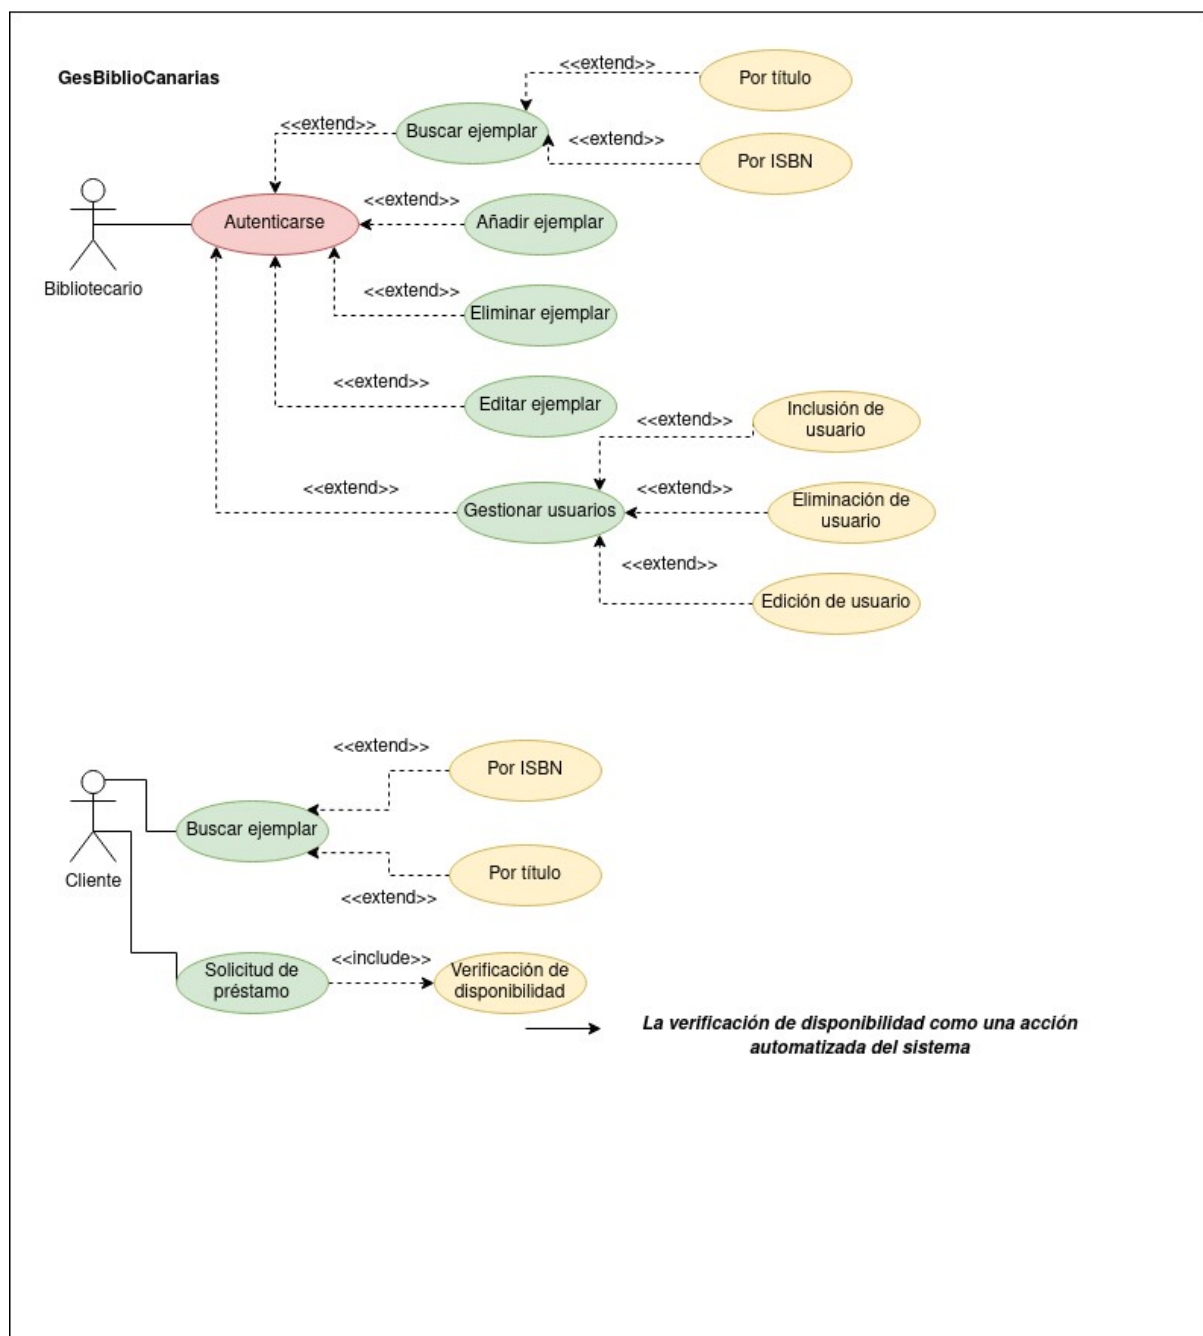 GesBiblioCanarias
<<extend>>
Por título
<<extend>>
Buscar ejemplar
<<extend>>
Por ISBN
<<extend>>
Autenticarse
Añadir ejemplar
Bibliotecario
<<extend>>
Eliminar ejemplar
<<extend>>
Editar ejemplar
<<extend>>
Inclusión de
usuario
<<extend>>
Gestionar usuarios
<<extend>>
Eliminación de
usuario
<<extend>>
Edición de usuario
<<extend>>
Por ISBN
Buscar ejemplar
Cliente
Por título
<<extend>>
Solicitud de
préstamo
<<include>>
Verificación de
disponibilidad
La verificación de disponibilidad como una acción
automatizada del sistema